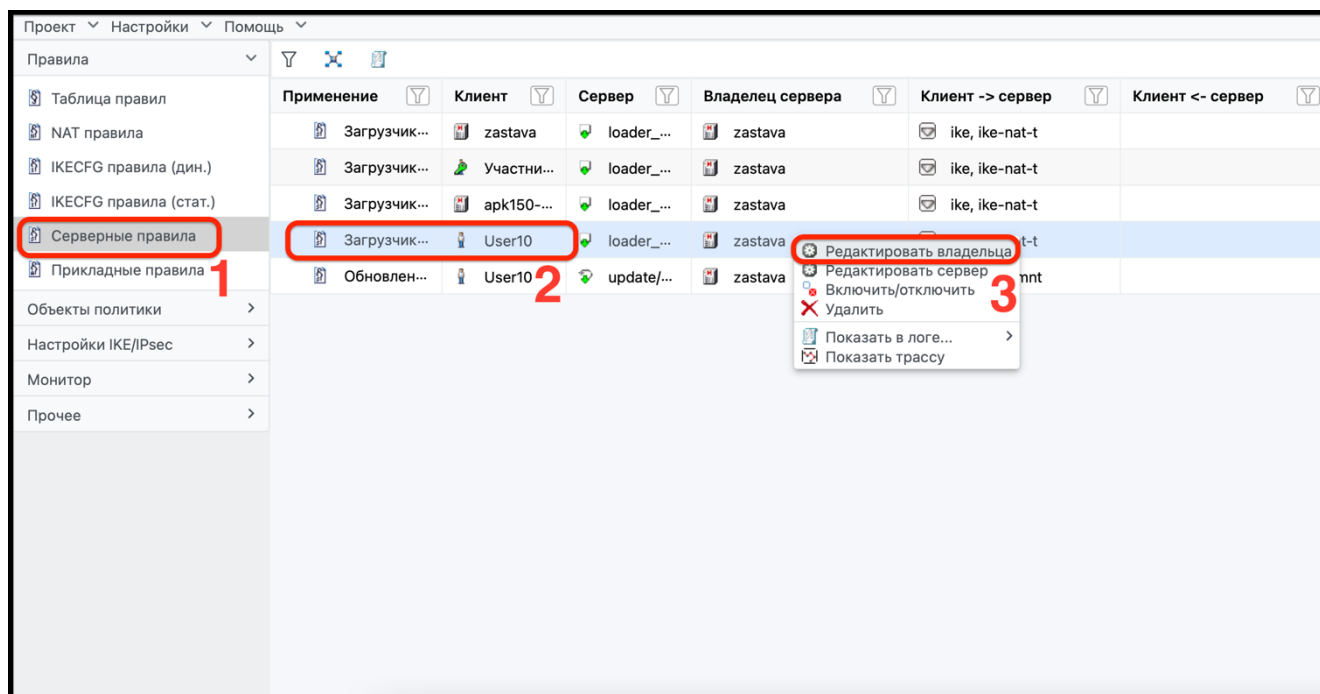 Проект Настройки Помощь
Правила
Таблица правил
NAT правила
IKECFG правила (дин.)
IKECFG правила (стат.)
Серверные правила
Прикладные правила
1
Объекты политики
Настройки IKE/IPsec
Монитор
Прочее
Применение Клиент Сервер Владелец сервера Клиент -> сервер Клиент <- сервер
Загрузчик... zastava loader_... zastava ike, ike-nat-t
Загрузчик... Участни... loader_... zastava ike, ike-nat-t
Загрузчик... apk150-... loader_... zastava ike, ike-nat-t
Загрузчик... User10 loader_... zastava t-t
Обновлен... User10 update/... zastava mnt
2
Редактировать владельца
Редактировать сервер
Включить/отключить
Удалить
3
Показать в логе...
Показать трассу